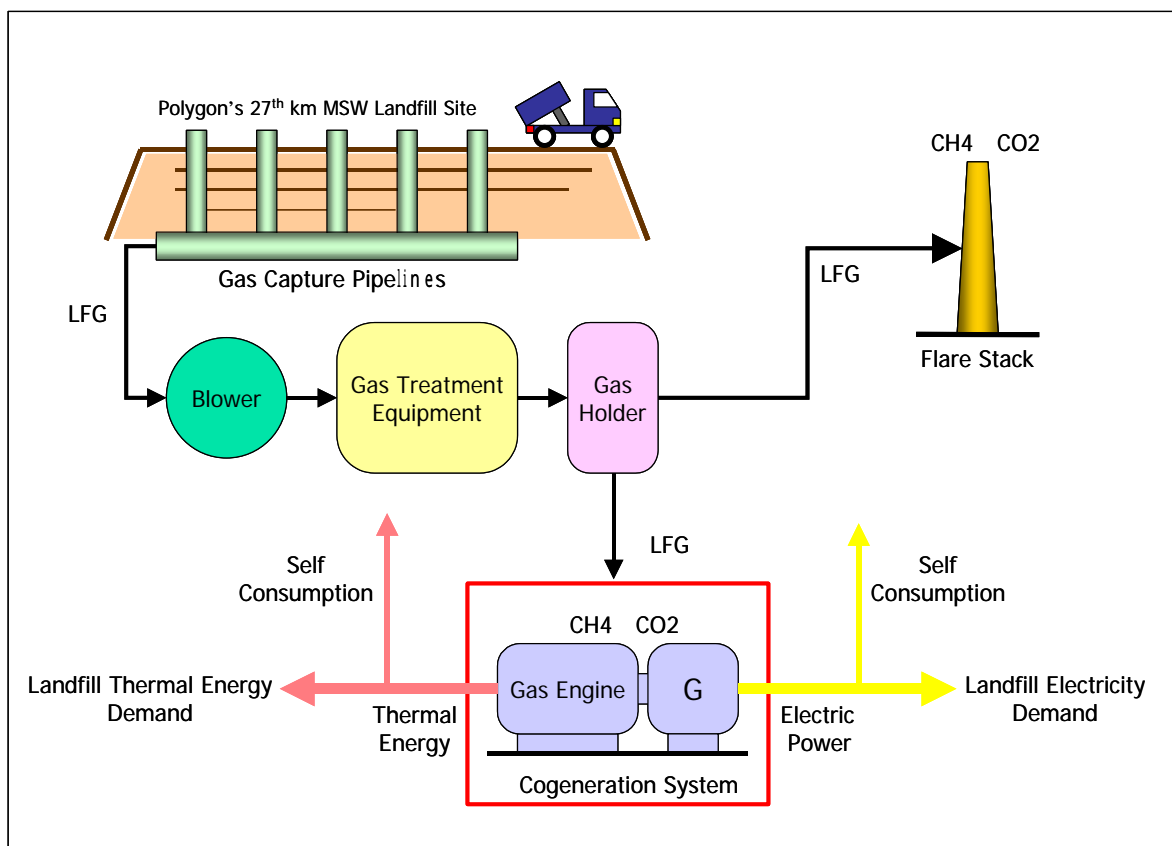 Polygon's 27th km MSW Landfill Site
CH4 CO2
Gas Capture Pipelines
LFG
LFG
Flare Stack
Blower
Gas Treatment
Equipment
Gas
Holder
LFG
Self
Consumption
Self
Consumption
CH4 CO2
Landfill Thermal Energy
Demand
Gas Engine
G
Landfill Electricity
Demand
Thermal
Energy
Electric
Power
Cogeneration System